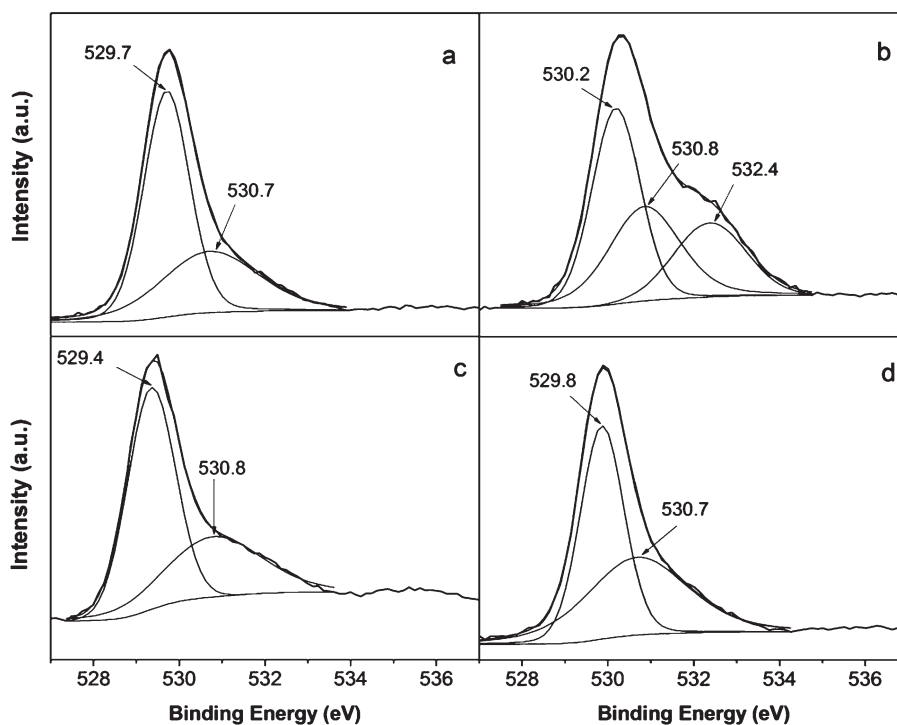 a
529.7
530.7
Intensity (a.u.)
b
530.2
530.8
532.4
c
529.4
530.8
Intensity (a.u.)
d
529.8
530.7
528 530 532 534 536
528 530 532 534 536
Binding Energy (eV)
Binding Energy (eV)